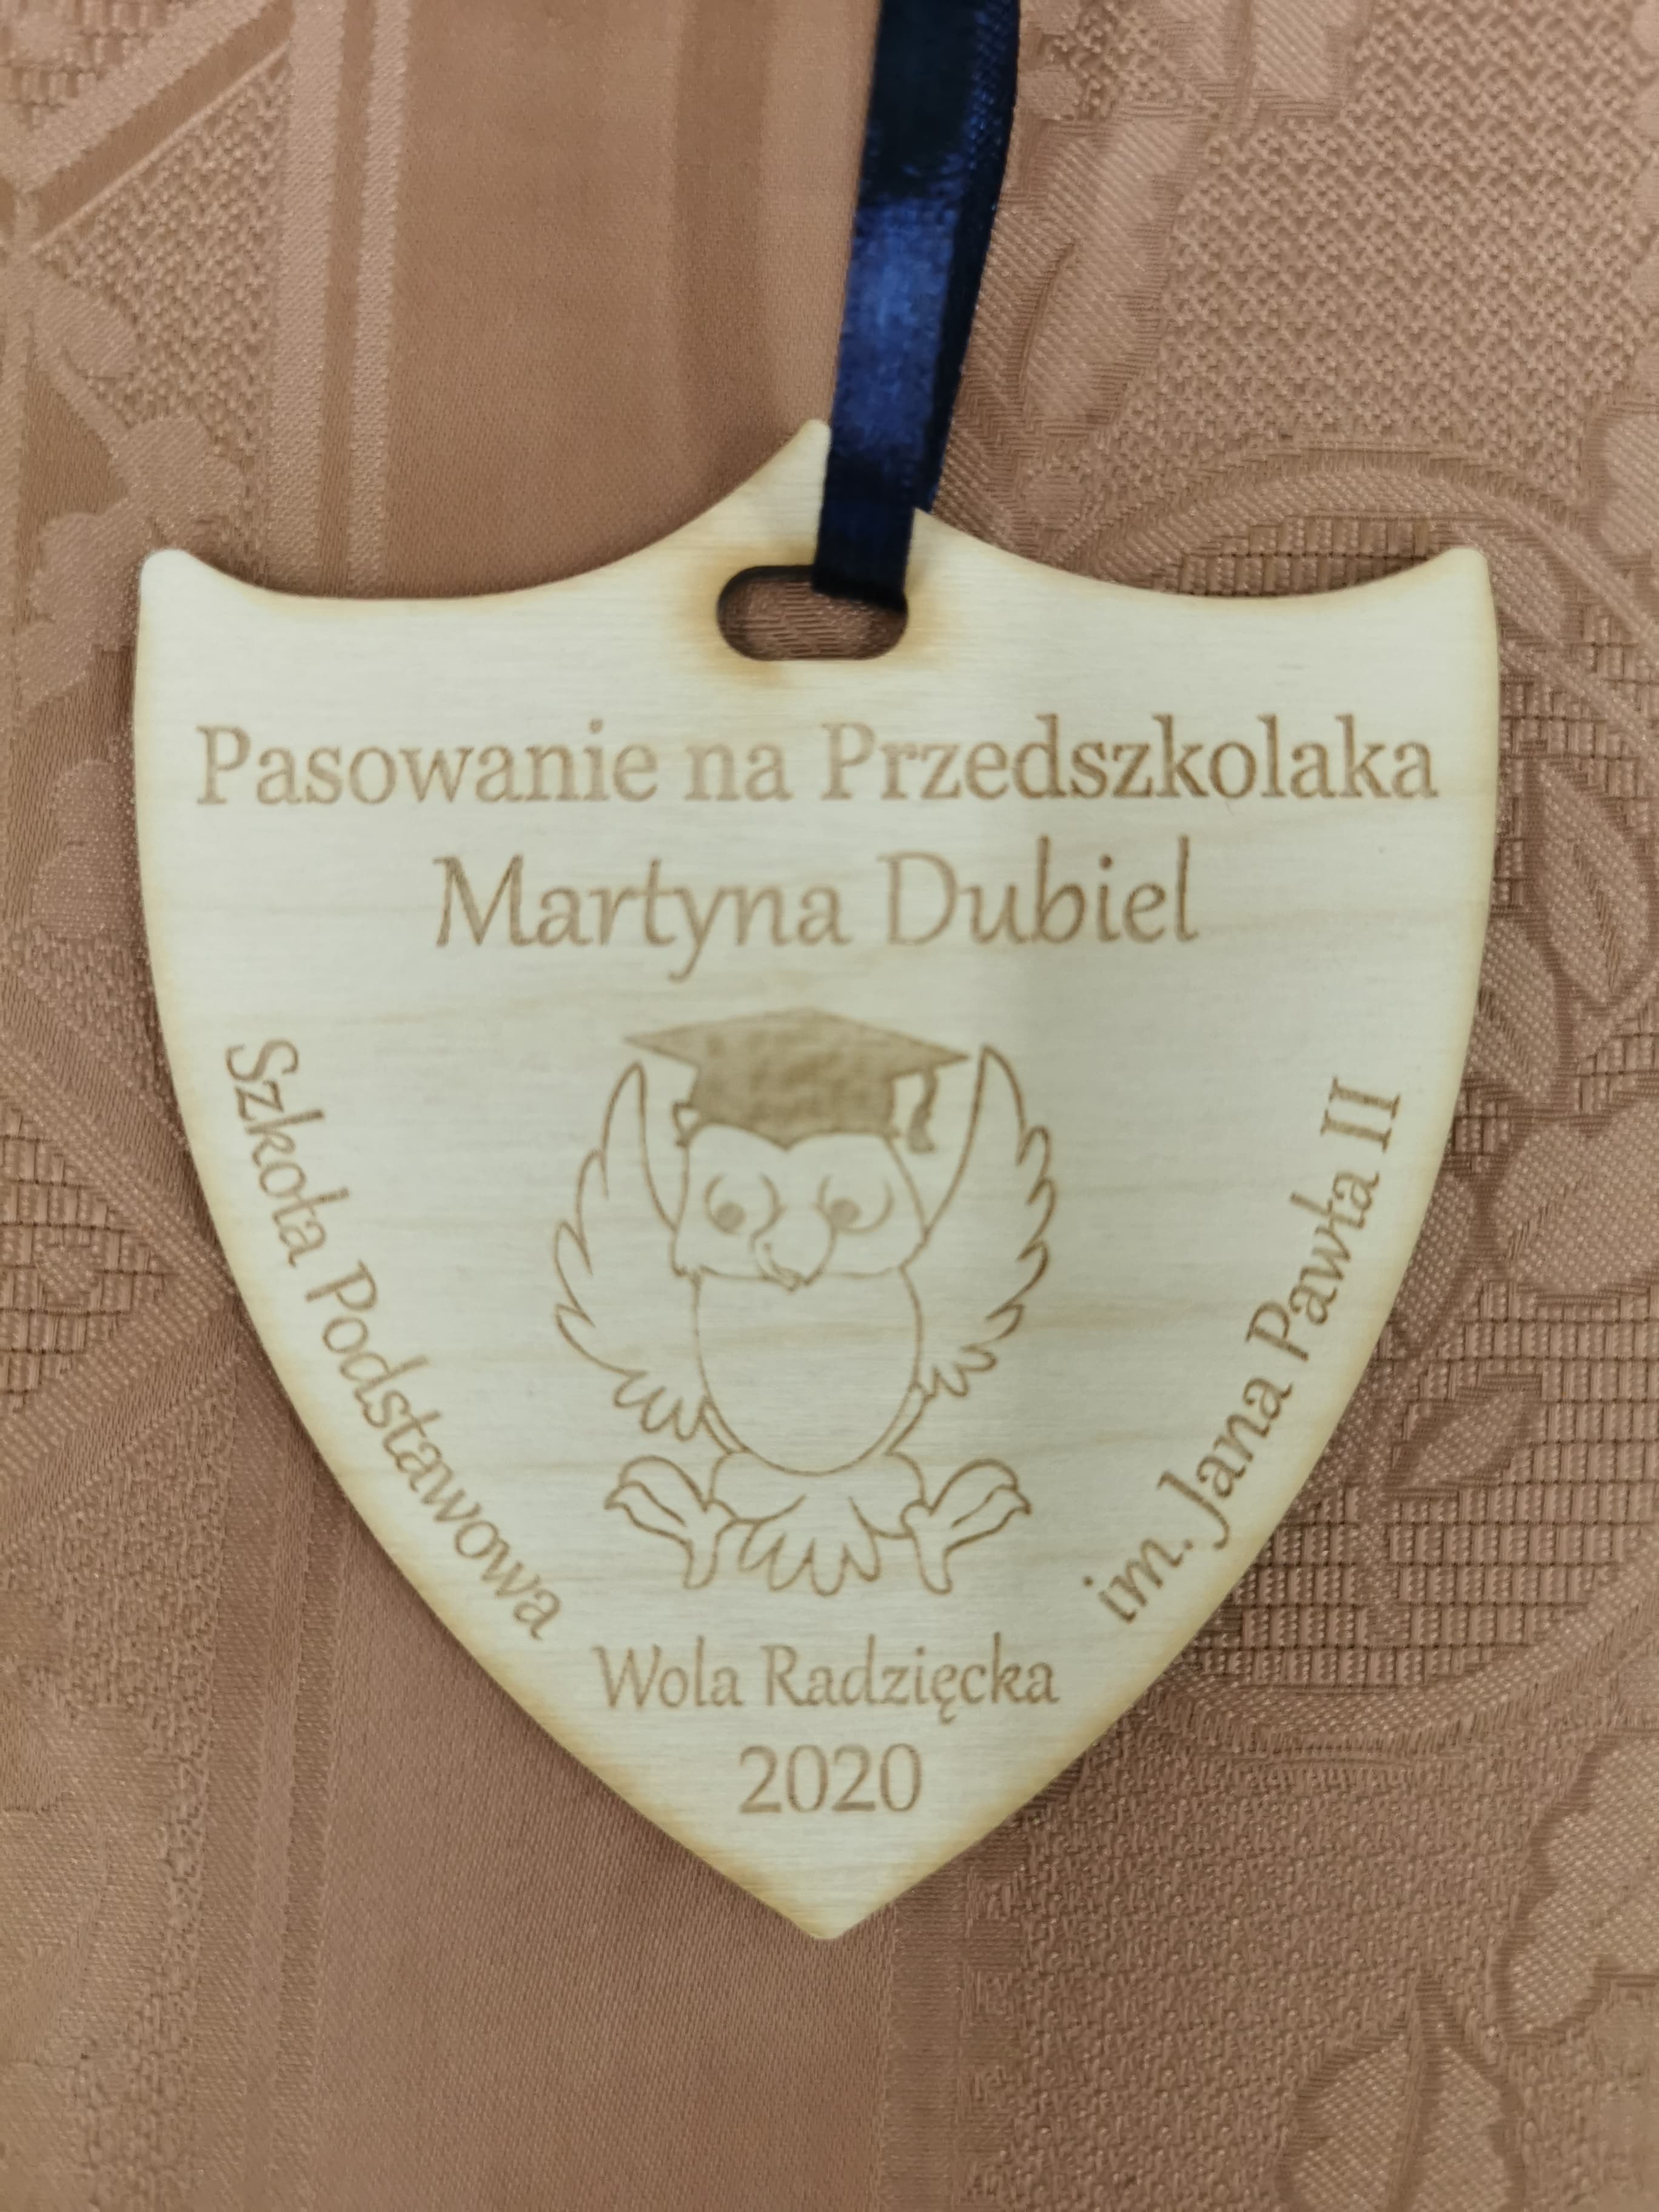 Pasowanie na Przedszkolaka
Martyna Dubiel
Szkoła Podstawowa
im. Jana Pawła II
Wola Radzięcka
2020